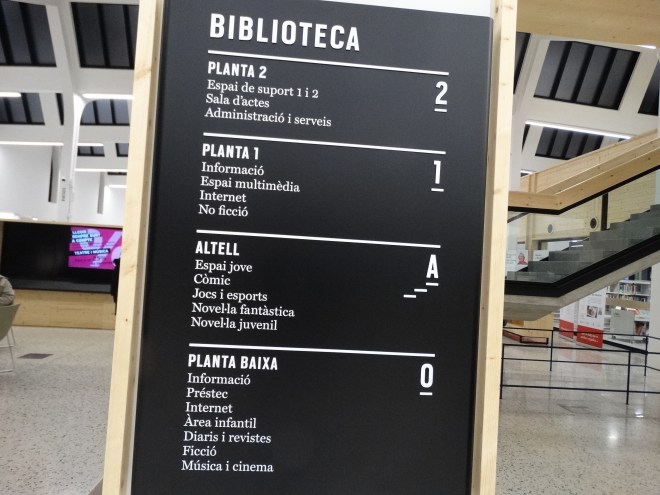 BIBLIOTECA
PLANTA 2
2
Espai de suport 1 i 2
Sala d'actes
Administració i serveis
PLANTA 1
1
Informació
Espai multimèdia
Internet
No ficció
ALTELL
A
Espai jove
Còmic
Jocs i esports
Novel·la fantàstica
Novel·la juvenil
PLANTA BAIXA
0
Informació
Préstec
Internet
Àrea infantil
Diaris i revistes
Ficció
Música i cinema
TEATRE I MÚSICA